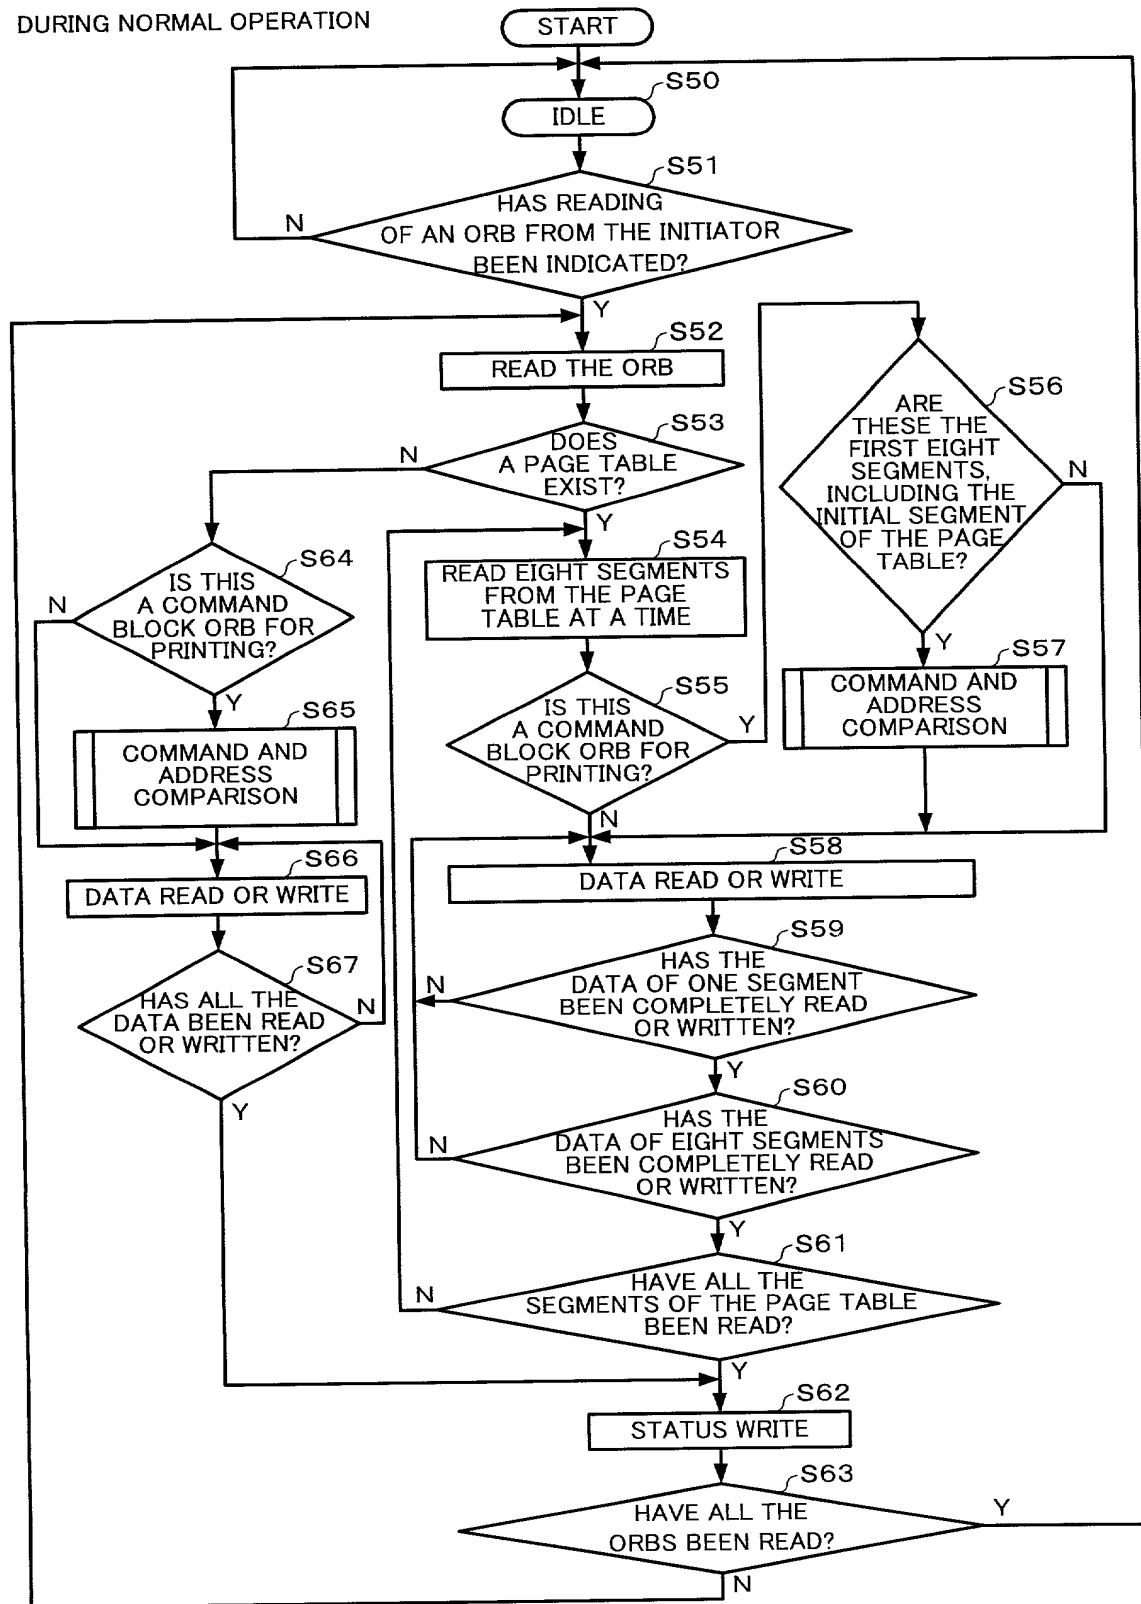 DURING NORMAL OPERATION
START
S50
IDLE
S51
HAS READING
OF AN ORB FROM THE INITIATOR
BEEN INDICATED?
N
Y
S52
READ THE ORB
S53
DOES
A PAGE TABLE
EXIST?
N
Y
S54
READ EIGHT SEGMENTS
FROM THE PAGE
TABLE AT A TIME
S55
IS THIS
A COMMAND
BLOCK ORB FOR
PRINTING?
Y
N
S56
ARE
THESE THE
FIRST EIGHT
SEGMENTS,
INCLUDING THE
INITIAL SEGMENT
OF THE PAGE
TABLE?
N
Y
S57
COMMAND AND
ADDRESS
COMPARISON
S64
IS THIS
A COMMAND
BLOCK ORB FOR
PRINTING?
N
Y
S65
COMMAND AND
ADDRESS
COMPARISON
S66
DATA READ OR WRITE
S67
HAS ALL THE
DATA BEEN READ
OR WRITTEN?
N
Y
S58
DATA READ OR WRITE
S59
HAS THE
DATA OF ONE SEGMENT
BEEN COMPLETELY READ
OR WRITTEN?
N
Y
S60
HAS THE
DATA OF EIGHT SEGMENTS
BEEN COMPLETELY READ
OR WRITTEN?
N
Y
S61
HAVE ALL THE
SEGMENTS OF THE PAGE TABLE
BEEN READ?
N
Y
S62
STATUS WRITE
S63
HAVE ALL THE
ORBS BEEN READ?
Y
N